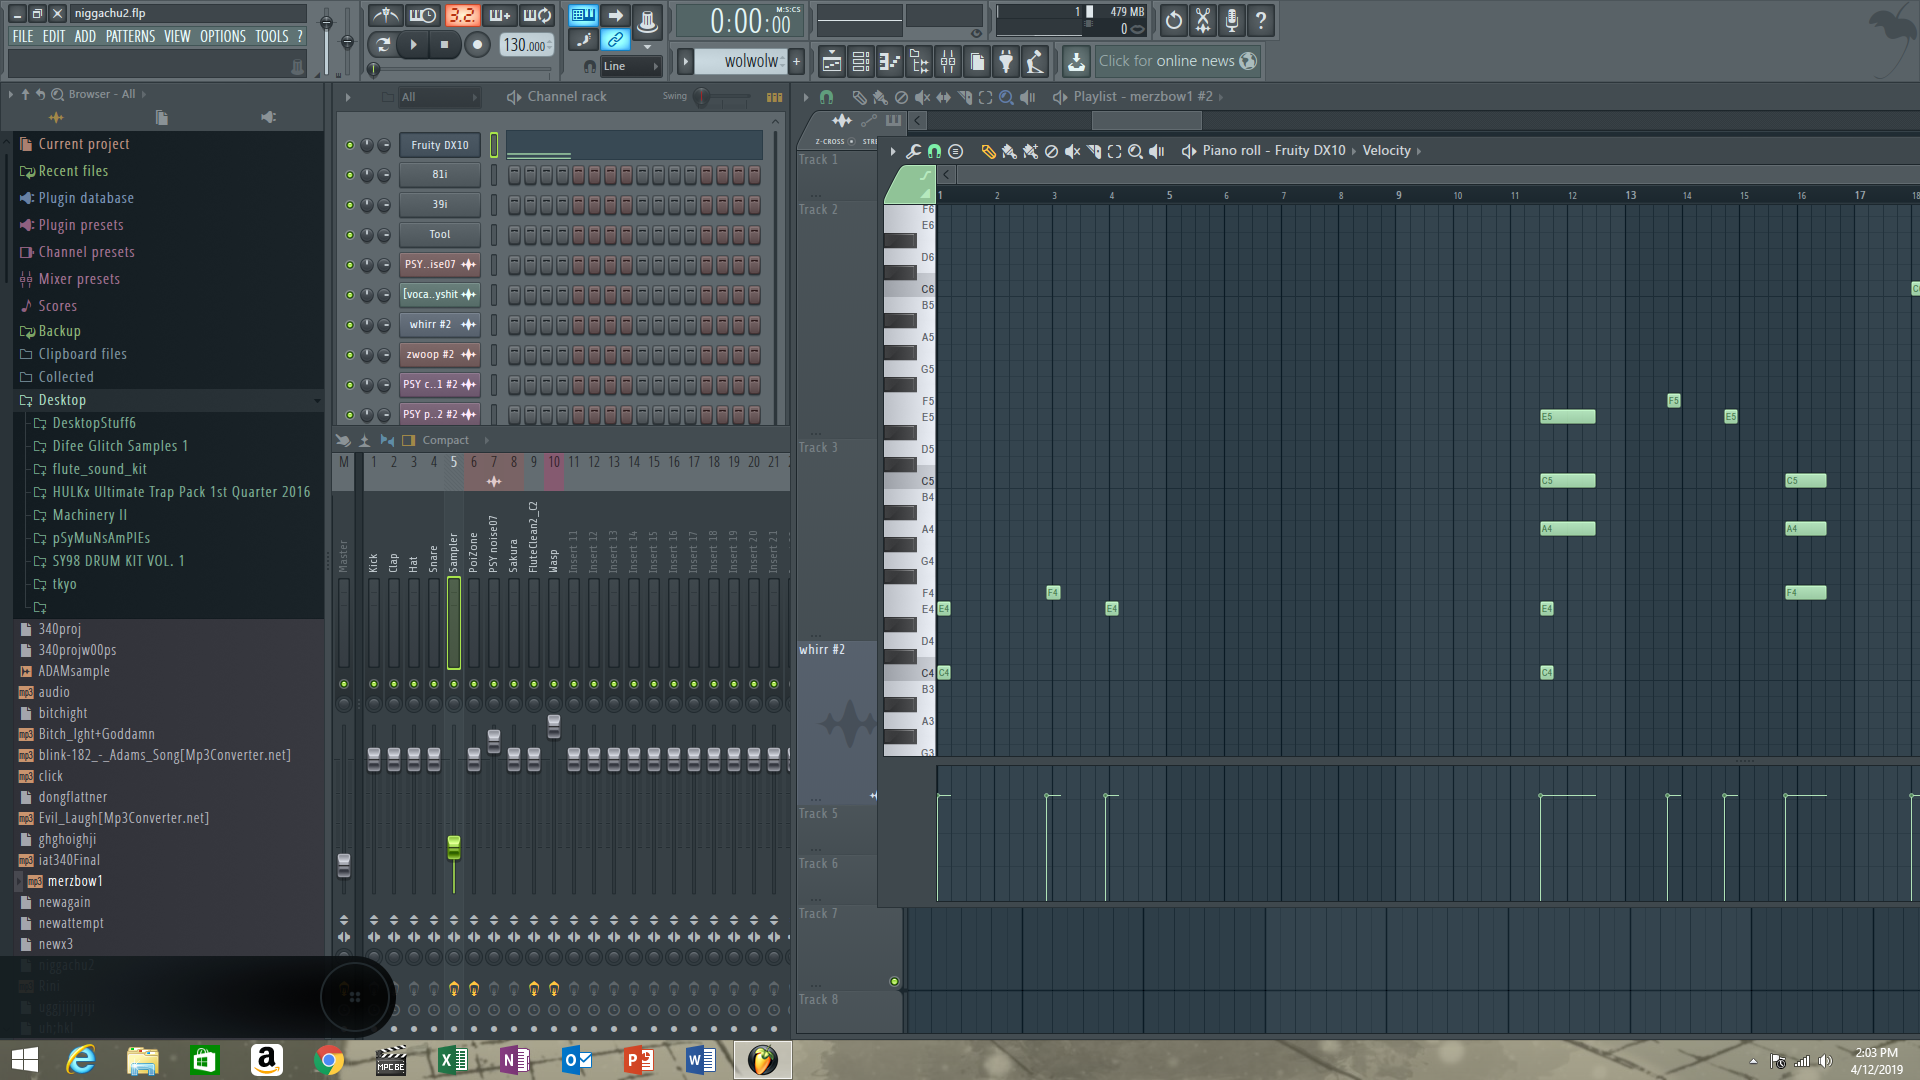 niggachu2.flp
FILE EDIT ADD PATTERNS VIEW OPTIONS TOOLS ?
3.2.
130.000
Line
0:00:00
M:S:CS
wolwolw
1
479 MB
0
Click for online news
Browser - All
Current project
Recent files
Plugin database
Plugin presets
Channel presets
Mixer presets
Scores
Backup
Clipboard files
Collected
Desktop
DesktopStuff6
Difee Glitch Samples 1
flute_sound_kit
HULKx Ultimate Trap Pack 1st Quarter 2016
Machinery II
pSyMuNsAmPlEs
SY98 DRUM KIT VOL. 1
tkyo
340proj
340projw00ps
ADAMsample
mp3 audio
bitchight
mp3 Bitch_Ight+Goddamn
mp3 blink-182_-_Adams_Song[Mp3Converter.net]
mp3 click
dongflattner
mp3 Evil_Laugh[Mp3Converter.net]
ghghoighji
mp3 iat340Final
mp3 merzbow1
newagain
newattempt
newx3
niggachu2
All
Channel rack
Swing
Fruity DX10
81i
39i
Tool
PSY..ise07
[voca..yshit
whirr #2
zwoop #2
PSY c..1 #2
PSY p..2 #2
Compact
M 1 2 3 4 5 6 7 8 9 10 11 12 13 14 15 16 17 18 19 20 21
Master
Kick
Clap
Hat
Snare
Sampler
PoiZone
PSY noise07
Sakura
FluteClean2_C2
Wasp
Insert 11
Insert 12
Insert 13
Insert 14
Insert 15
Insert 16
Insert 17
Insert 18
Insert 19
Insert 20
Insert 21
Playlist - merzbow1 #2
Z-CROSS
STRE
Track 1
Track 2
Track 3
whirr #2
Track 5
Track 6
Track 7
Track 8
Piano roll - Fruity DX10
Velocity
1 2 3 4 5 6 7 8 9 10 11 12 13 14 15 16 17 18
F6
E6
D6
C6
B5
A5
G5
F5
E5
D5
C5
B4
A4
G4
F4
E4
D4
C4
B3
A3
G3
F5
E5 E5
C5 C5
A4 A4
F4 F4
E4 E4 E4
C4 C4
MPC BE
2:03 PM
4/12/2019